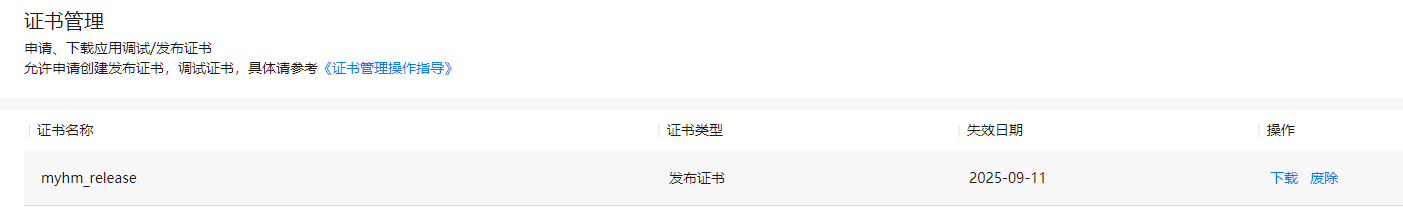 证书管理
申请、下载应用调试/发布证书
允许申请创建发布证书，调试证书，具体请参考《证书管理操作指导》
证书名称 证书类型 失效日期 操作
myhm_release 发布证书 2025-09-11 下载 废除